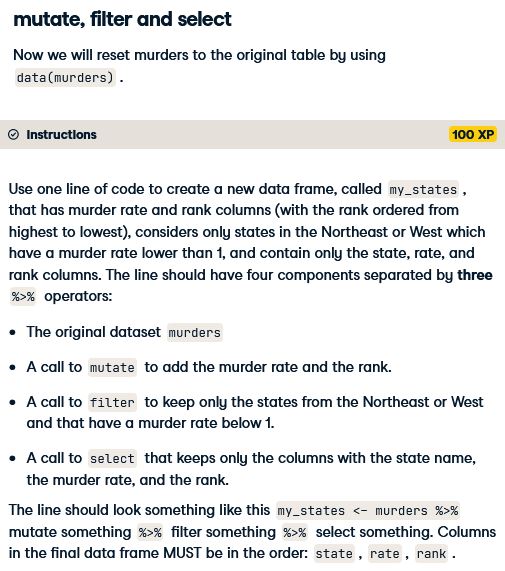 mutate, filter and select
Now we will reset murders to the original table by using
data(murders) .
Instructions
100 XP
Use one line of code to create a new data frame, called my_states ,
that has murder rate and rank columns (with the rank ordered from
highest to lowest), considers only states in the Northeast or West which
have a murder rate lower than 1, and contain only the state, rate, and
rank columns. The line should have four components separated by three
%>% operators:
• The original dataset murders
• A call to mutate to add the murder rate and the rank.
• A call to filter to keep only the states from the Northeast or West
and that have a murder rate below 1.
• A call to select that keeps only the columns with the state name,
the murder rate, and the rank.
The line should look something like this my_states <- murders %>%
mutate something %>% filter something %>% select something. Columns
in the final data frame MUST be in the order: state , rate , rank .